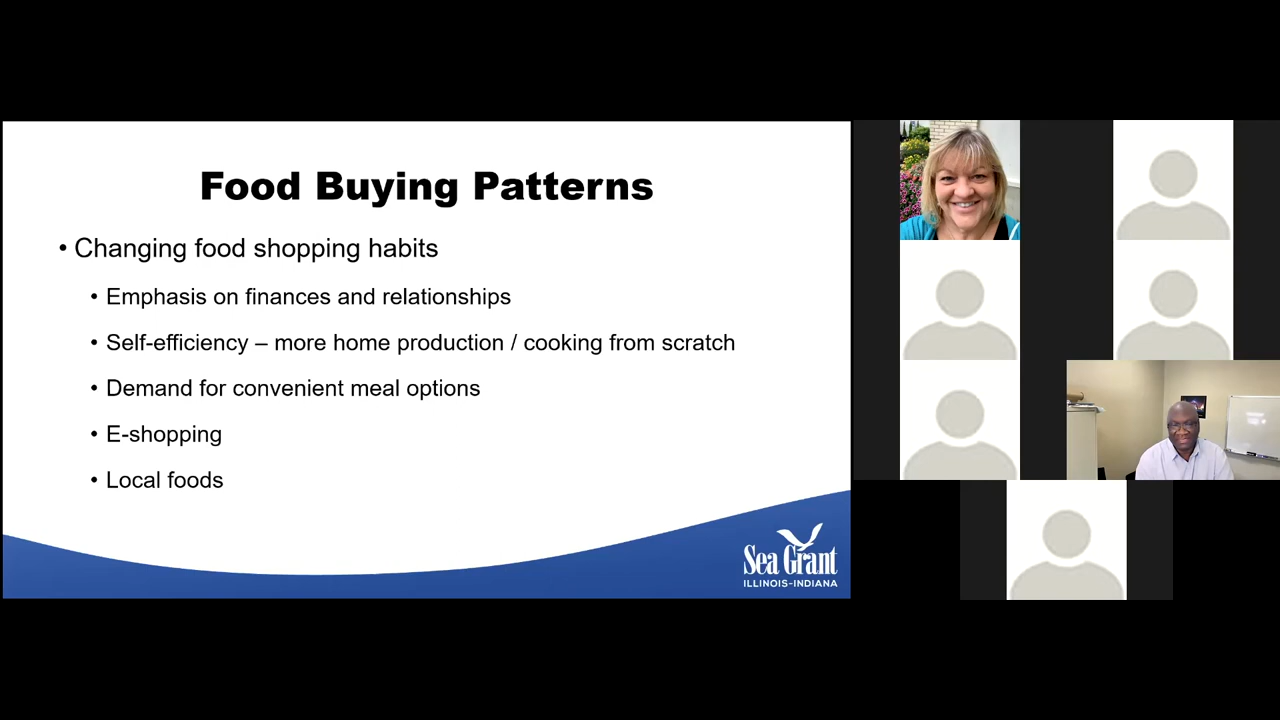 Food Buying Patterns
• Changing food shopping habits
• Emphasis on finances and relationships
• Self-efficiency – more home production / cooking from scratch
• Demand for convenient meal options
• E-shopping
• Local foods
Sea Grant
ILLINOIS-INDIANA